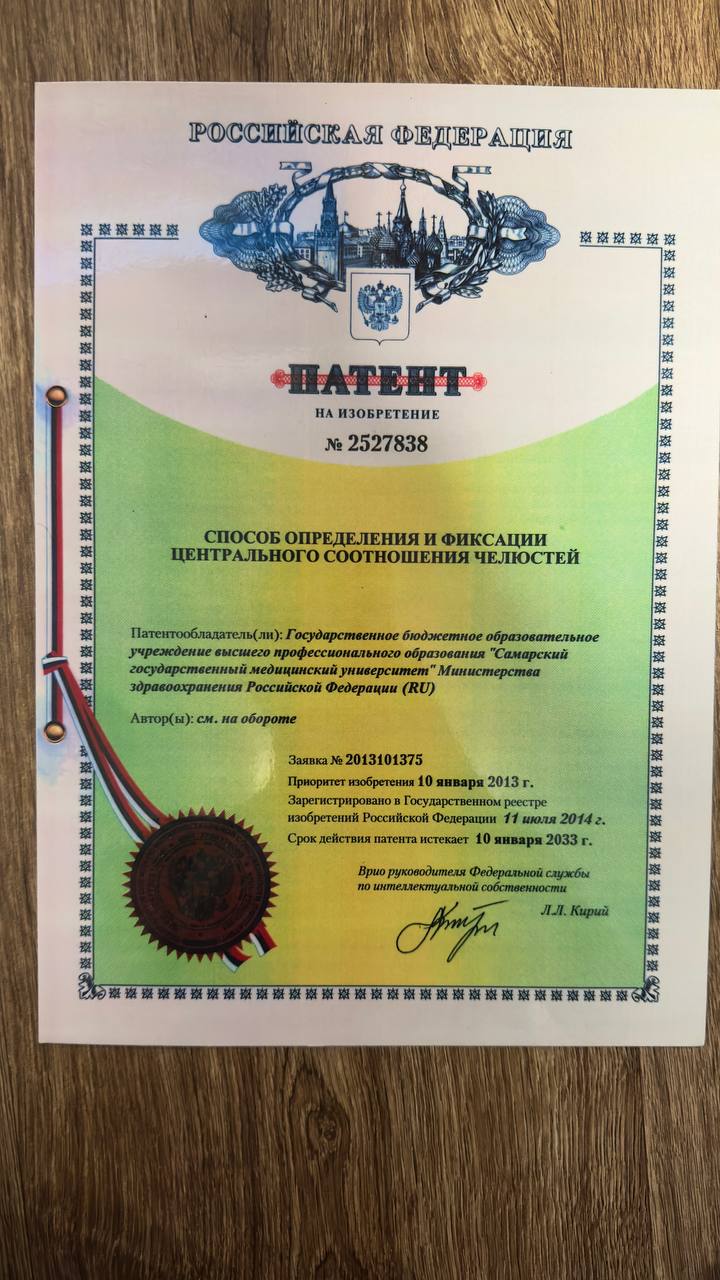 РОССИЙСКАЯ ФЕДЕРАЦИЯ
ПАТЕНТ
НА ИЗОБРЕТЕНИЕ
№ 2527838
СПОСОБ ОПРЕДЕЛЕНИЯ И ФИКСАЦИИ
ЦЕНТРАЛЬНОГО СООТНОШЕНИЯ ЧЕЛЮСТЕЙ
Патентообладатель(ли): Государственное бюджетное образовательное
учреждение высшего профессионального образования "Самарский
государственный медицинский университет" Министерства
здравоохранения Российской Федерации (RU)
Автор(ы): см. на обороте
Заявка № 2013101375
Приоритет изобретения 10 января 2013 г.
Зарегистрировано в Государственном реестре
изобретений Российской Федерации 11 июля 2014 г.
Срок действия патента истекает 10 января 2033 г.
Врио руководителя Федеральной службы
по интеллектуальной собственности
Л.Л. Кирий